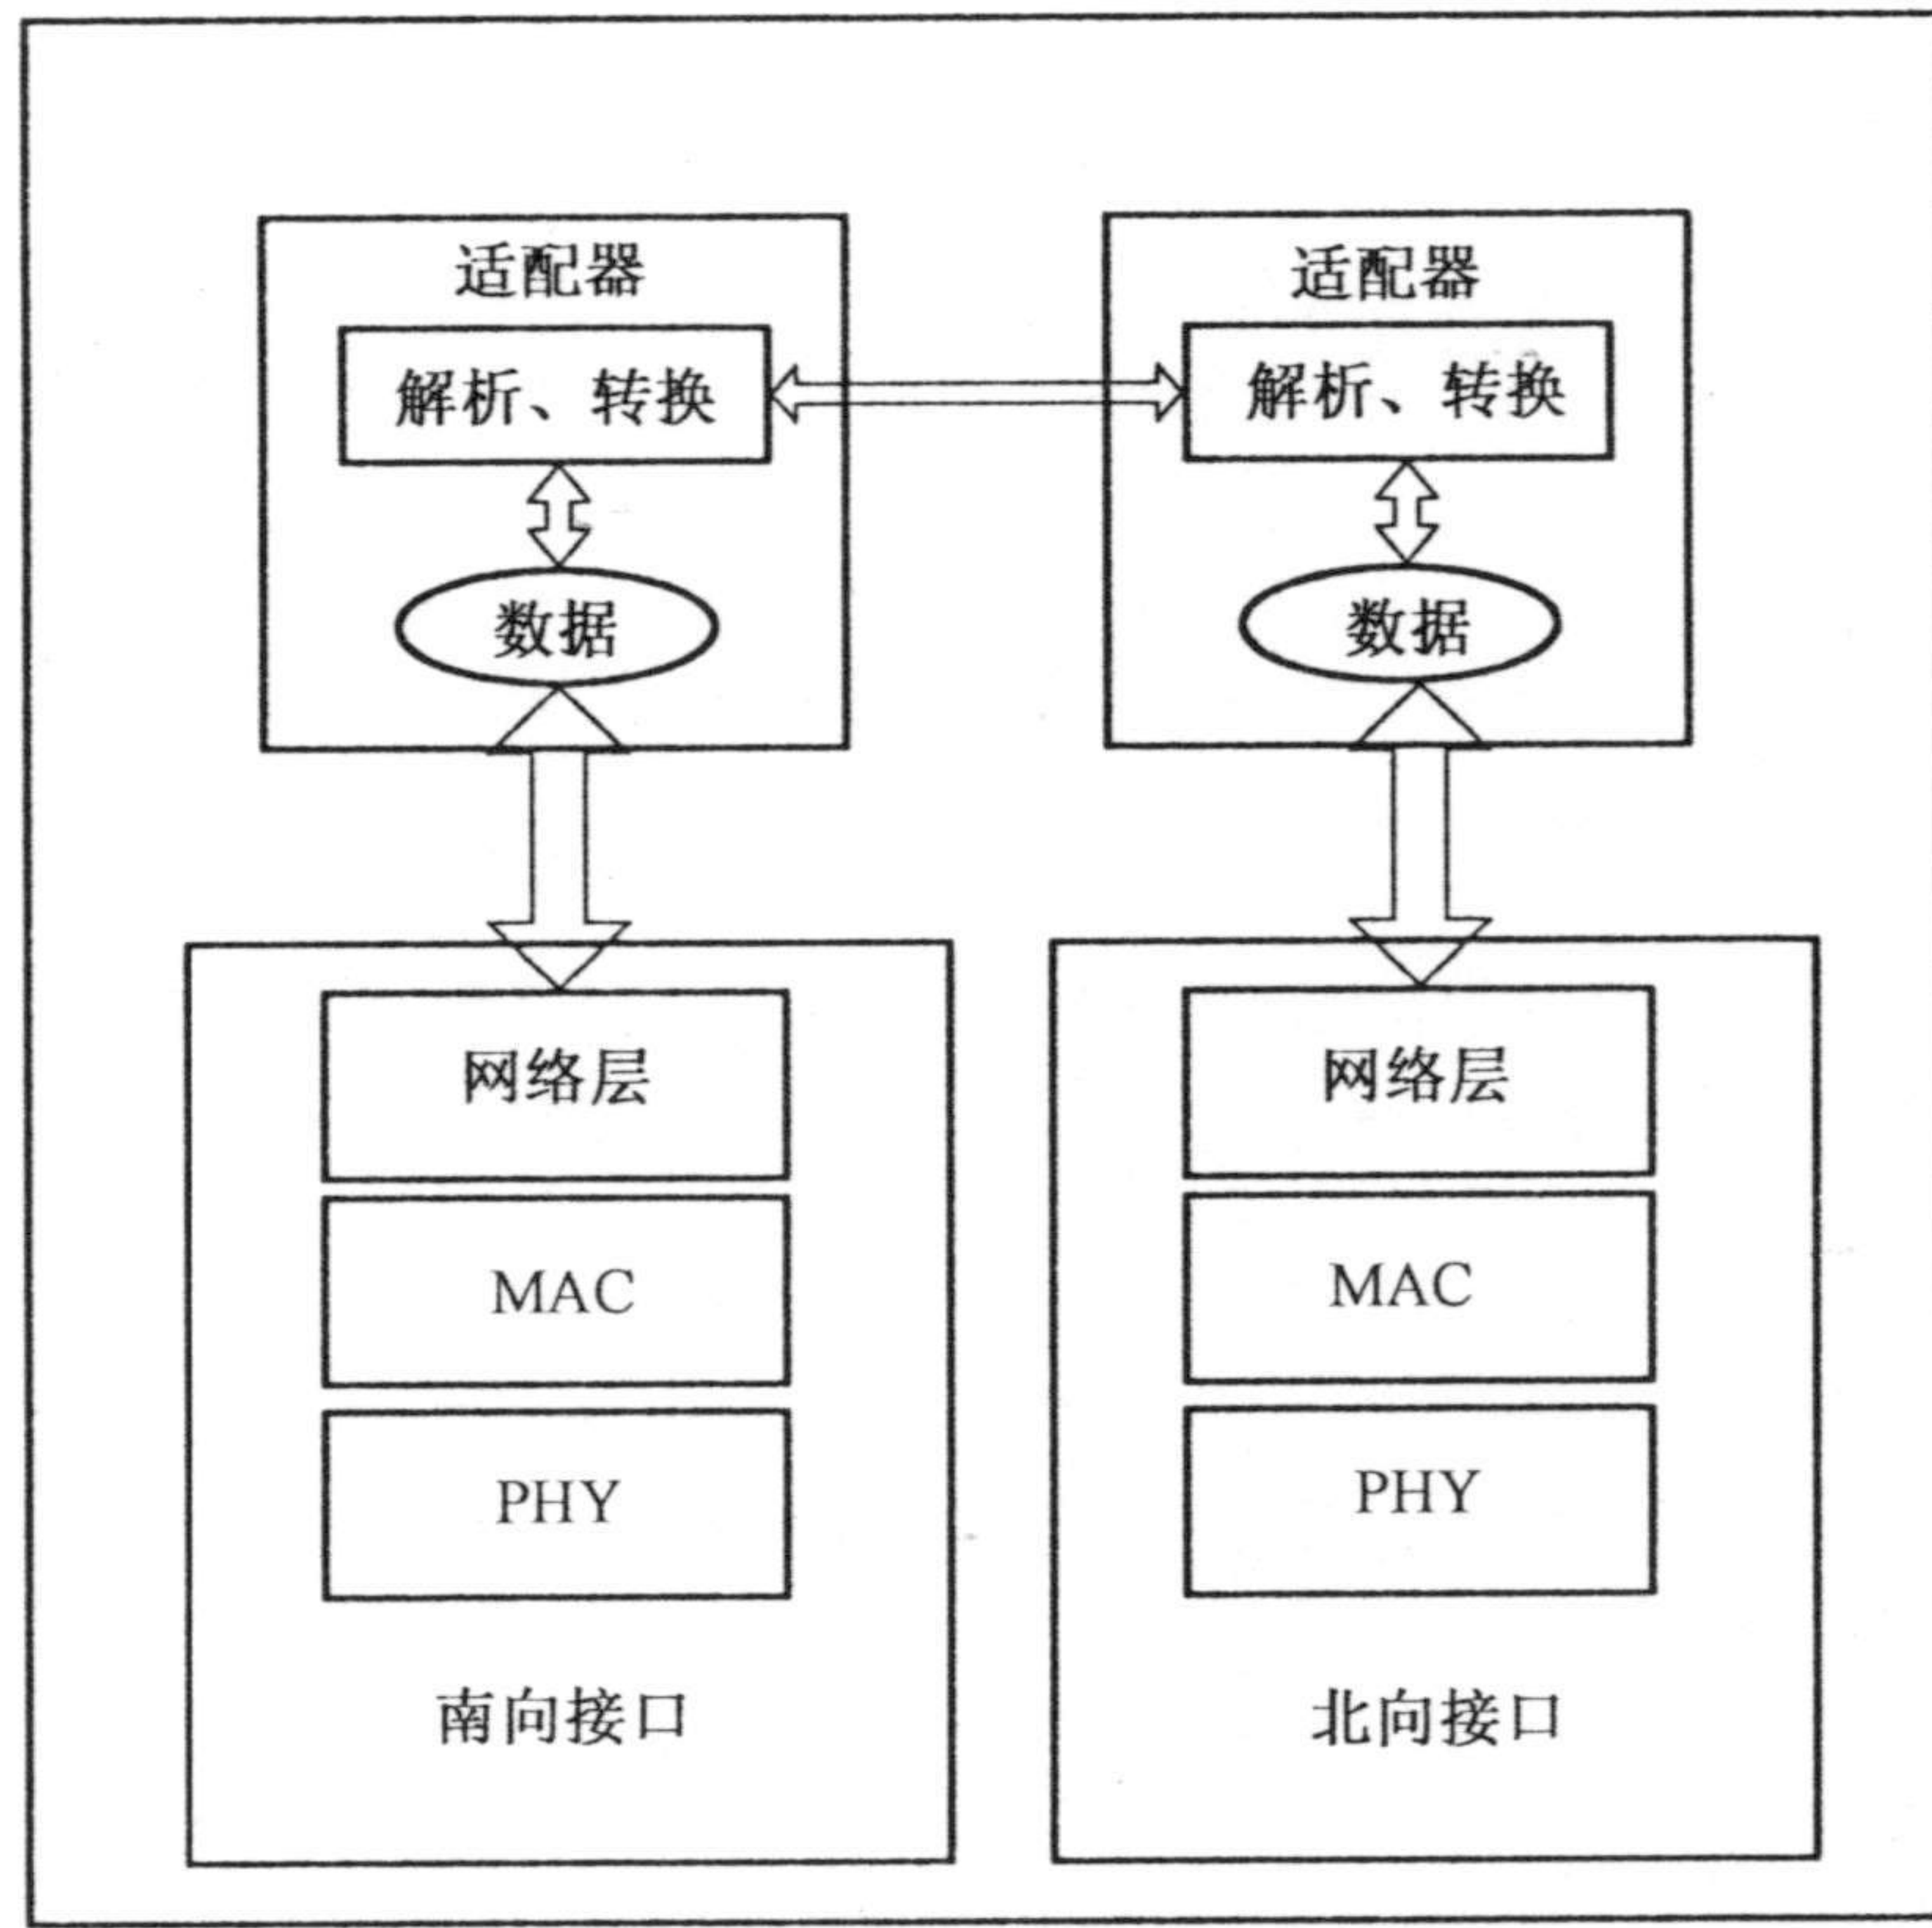 适配器
适配器
解析、转换
解析、转换
数据
数据
网络层
网络层
MAC
MAC
PHY
PHY
南向接口
北向接口